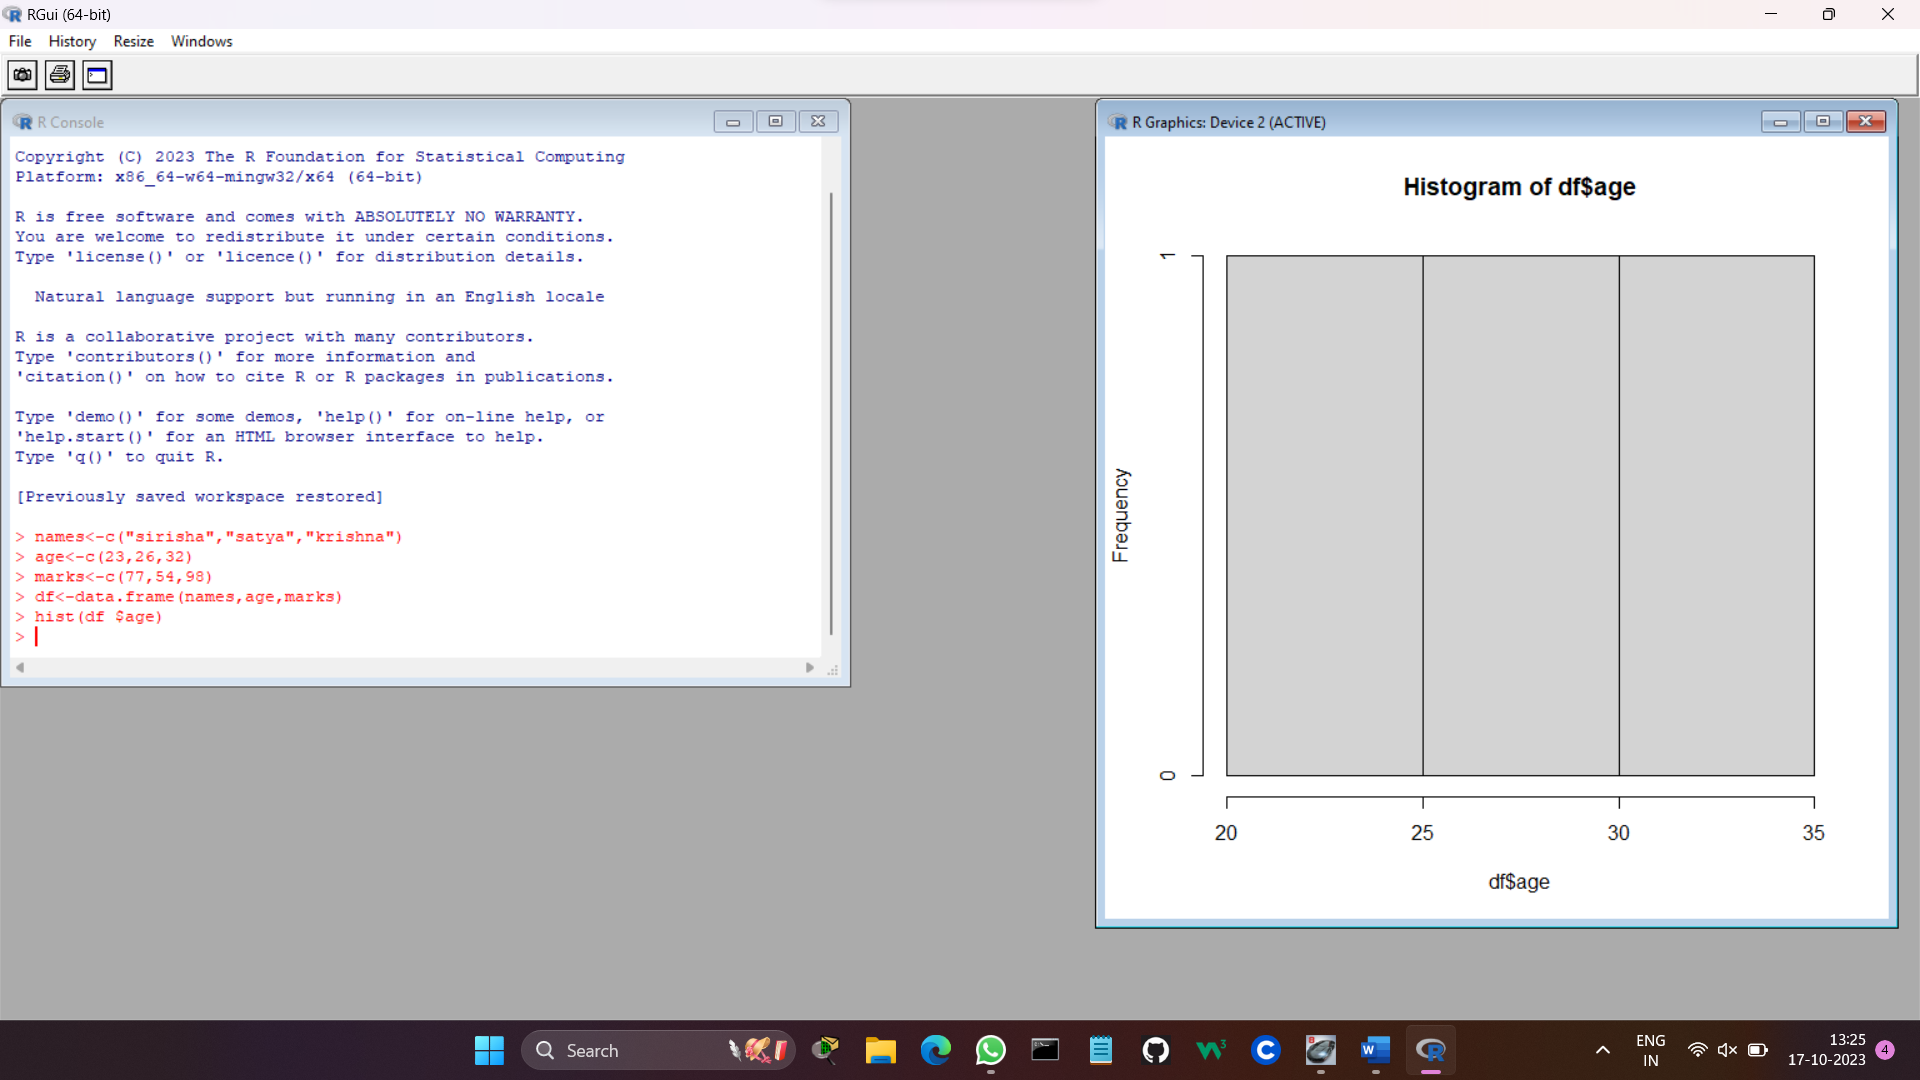 RGui (64-bit)
File History Resize Windows
R Console
Copyright (C) 2023 The R Foundation for Statistical Computing
Platform: x86_64-w64-mingw32/x64 (64-bit)
R is free software and comes with ABSOLUTELY NO WARRANTY.
You are welcome to redistribute it under certain conditions.
Type 'license()' or 'licence()' for distribution details.
Natural language support but running in an English locale
R is a collaborative project with many contributors.
Type 'contributors()' for more information and
'citation()' on how to cite R or R packages in publications.
Type 'demo()' for some demos, 'help()' for on-line help, or
'help.start()' for an HTML browser interface to help.
Type 'q()' to quit R.
[Previously saved workspace restored]
> names<-c("sirisha","satya","krishna")
> age<-c(23,26,32)
> marks<-c(77,54,98)
> df<-data.frame(names,age,marks)
> hist(df $age)
>
R Graphics: Device 2 (ACTIVE)
Histogram of df$age
1
Frequency
0
20 25 30 35
df$age
Search
ENG
IN
13:25
17-10-2023
4